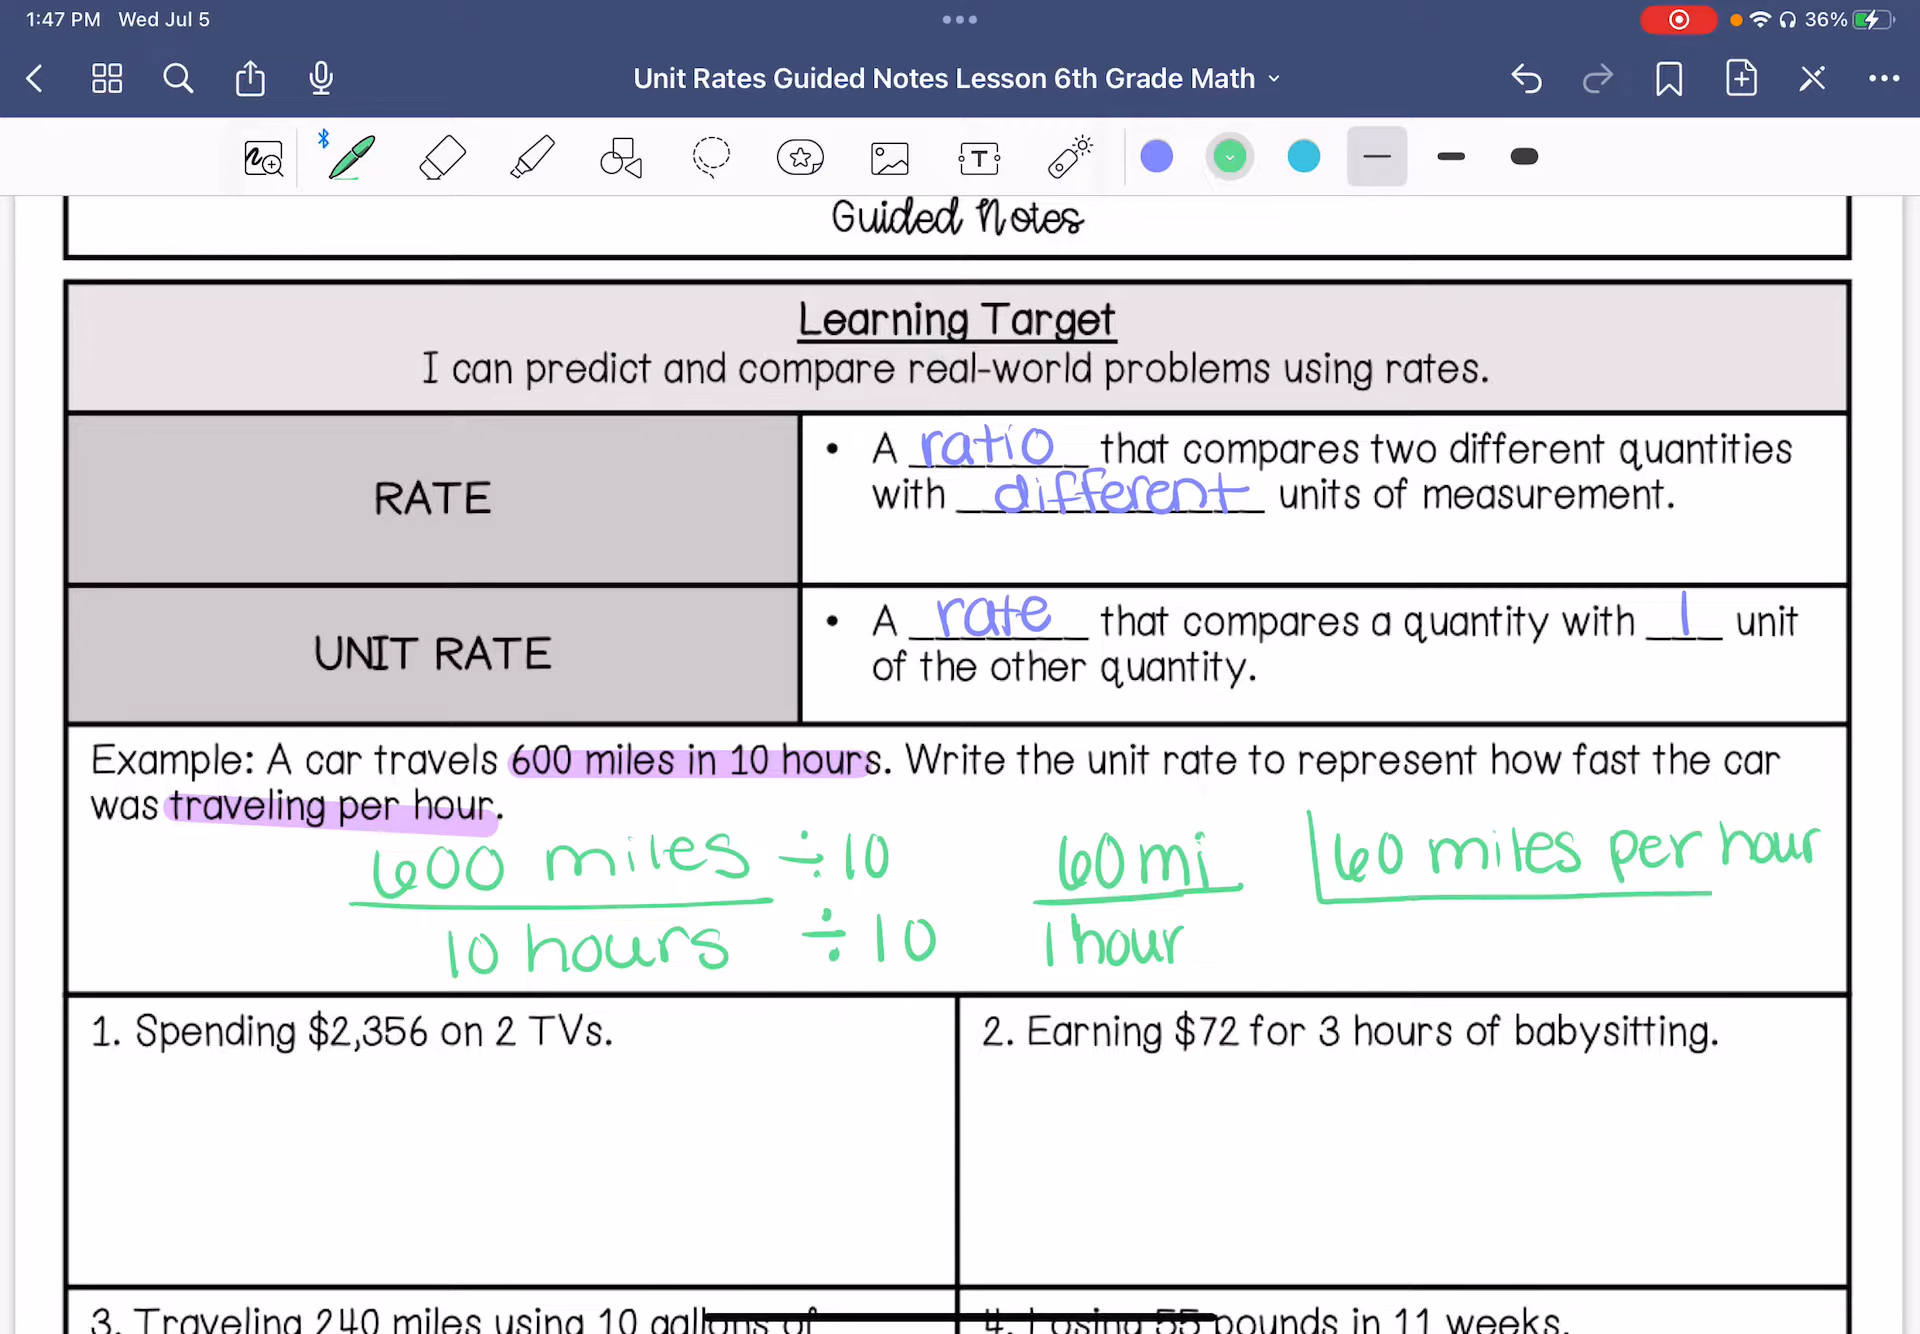 1:47 PM Wed Jul 5
36%
Unit Rates Guided Notes Lesson 6th Grade Math
Guided Notes
Learning Target
I can predict and compare real-world problems using rates.
RATE
• A ratio that compares two different quantities
with different units of measurement.
UNIT RATE
• A rate that compares a quantity with 1 unit
of the other quantity.
Example: A car travels 600 miles in 10 hours. Write the unit rate to represent how fast the car
was traveling per hour.
600 miles ÷10 60mi 60 miles per hour
10 hours ÷10 1 hour
1. Spending $2,356 on 2 TVs.
2. Earning $72 for 3 hours of babysitting.
3. Traveling 240 miles using 10 gallons of
4. Losing 55 pounds in 11 weeks.